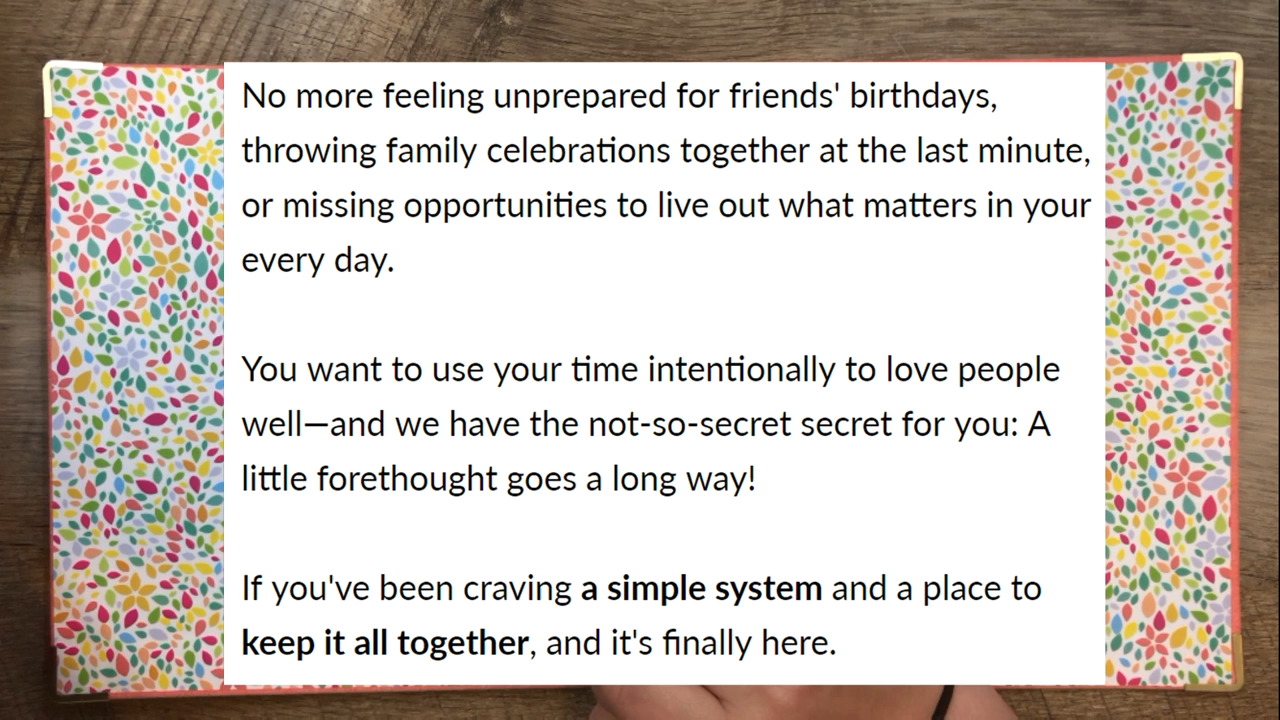 No more feeling unprepared for friends' birthdays,
throwing family celebrations together at the last minute,
or missing opportunities to live out what matters in your
every day.
You want to use your time intentionally to love people
well—and we have the not-so-secret secret for you: A
little forethought goes a long way!
If you've been craving a simple system and a place to
keep it all together, and it's finally here.